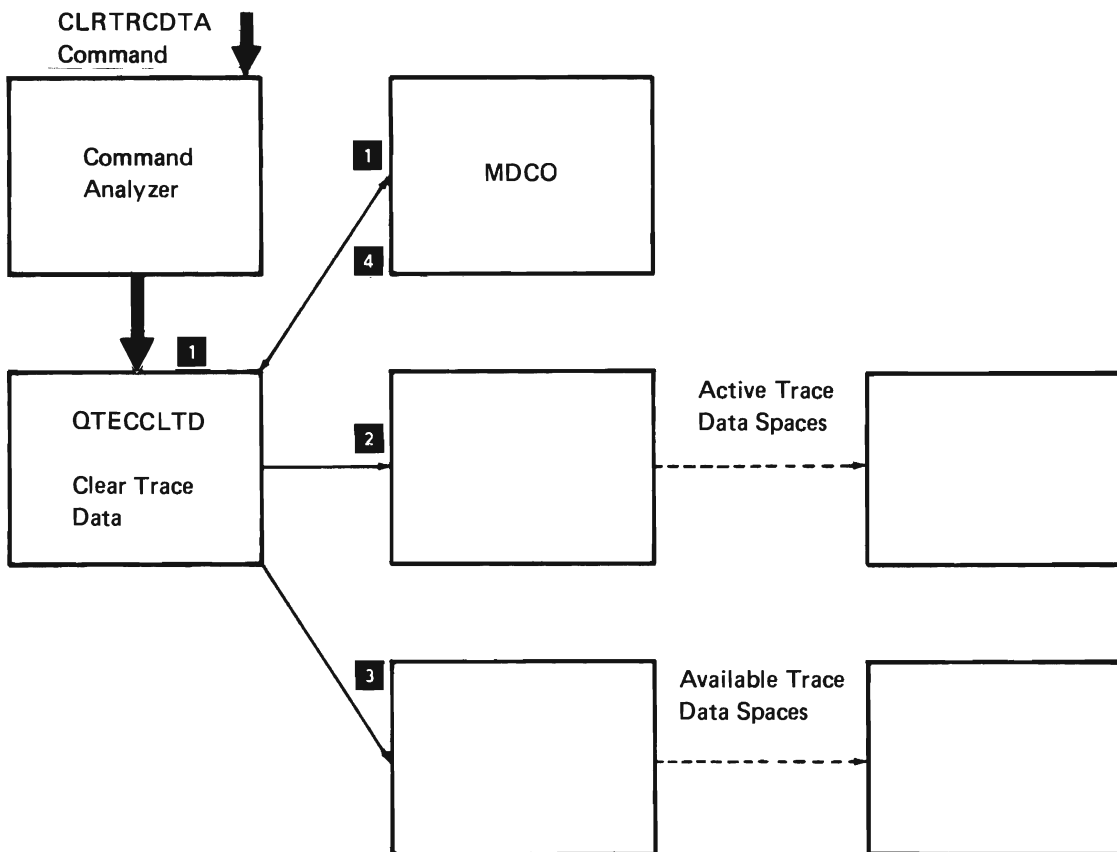 CLRTRCDTA
Command
Command
Analyzer
1
MDCO
4
1
QTECCLTD
Clear Trace
Data
2
Active Trace
Data Spaces
3
Available Trace
Data Spaces